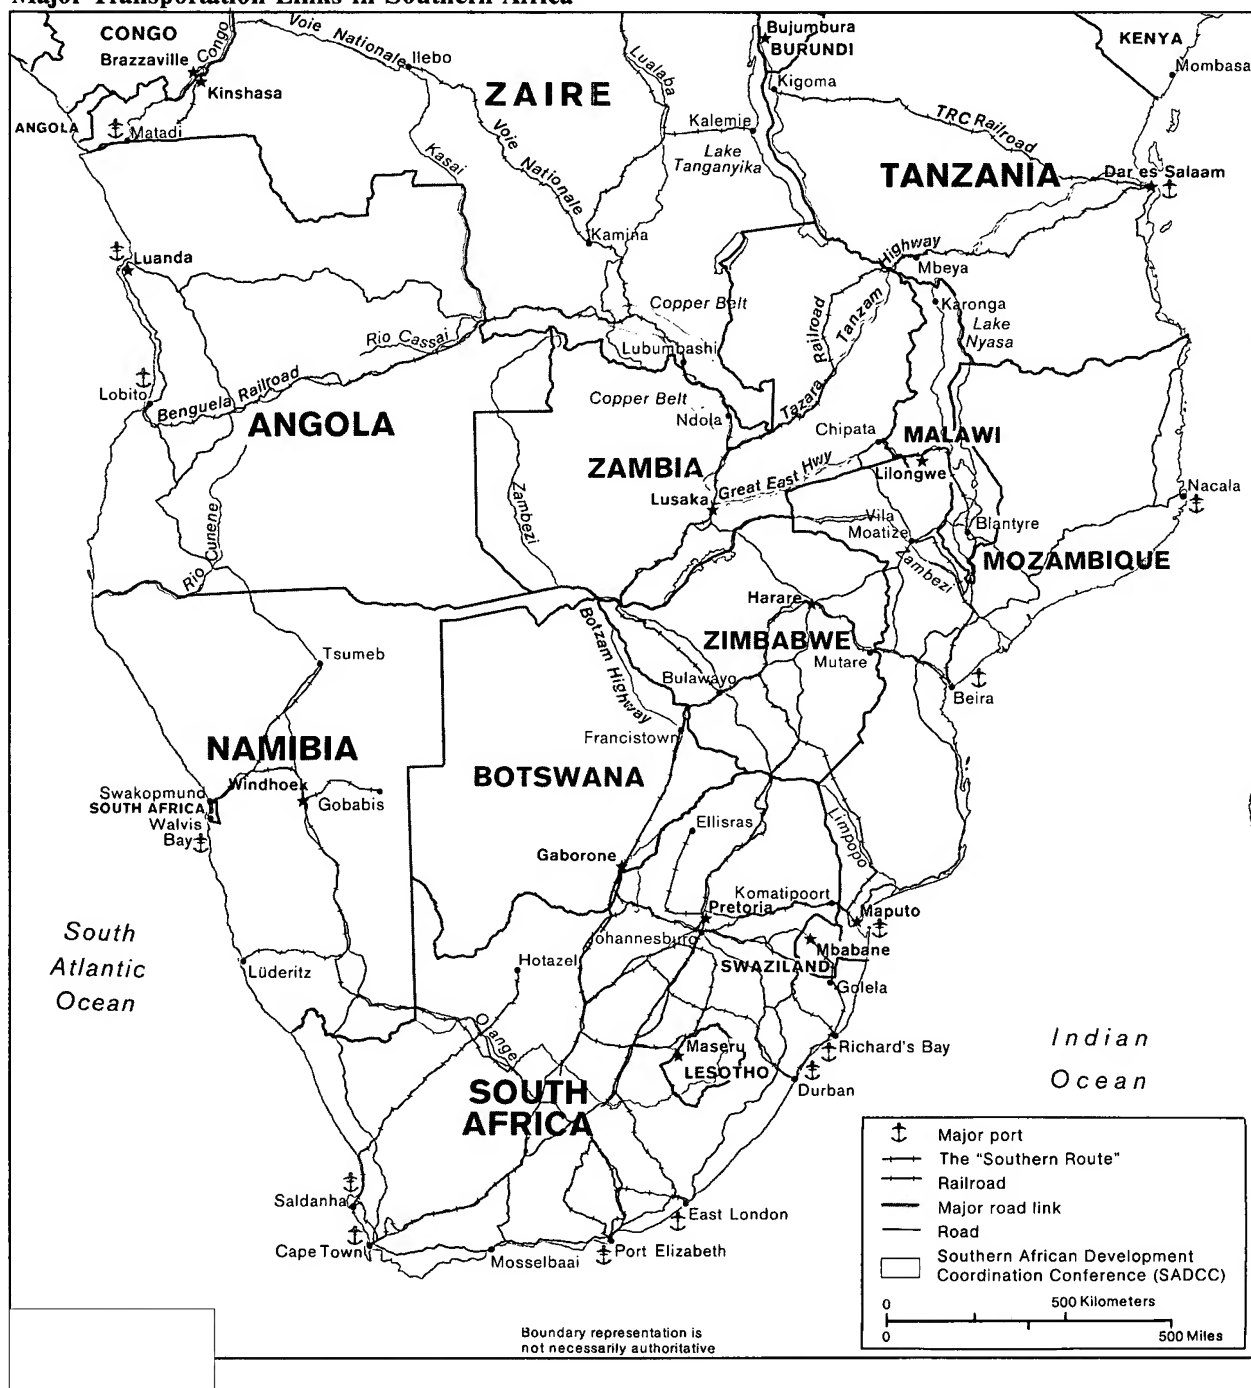 Major Transportation Links in Southern Africa
CONGO
Brazzaville
Congo
Kinshasa
ANGOLA
Matadi
Voie Nationale
Ilebo
ZAIRE
Voie Nationale
Kasai
Lualaba
Kalemie
Lake
Tanganyika
Kamina
Bujumbura
BURUNDI
Kigoma
KENYA
Mombasa
TRC Railroad
TANZANIA
Dar es Salaam
Highway
Mbeya
Karonga
Lake
Nyasa
Luanda
Copper Belt
Railroad
Tanzam
Rio Cassai
Lubumbashi
Lobito
Benguela Railroad
Copper Belt
Tazara
Ndola
ANGOLA
Chipata
MALAWI
ZAMBIA
Great East Hwy
Lilongwe
Lusaka
Nacala
Zambezi
Vila
Moatize
Blantyre
Rio Cunene
MOZAMBIQUE
Zambezi
Harare
ZIMBABWE
Botzam Highway
Mutare
Tsumeb
Bulawayo
Beira
Francistown
NAMIBIA
BOTSWANA
Windhoek
Swakopmund
SOUTH AFRICA
Walvis
Bay
Gobabis
Ellisras
Limpopo
Gaborone
Komatipoort
Pretoria
Maputo
Johannesburg
Mbabane
South
Atlantic
Ocean
Hotazel
SWAZILAND
Lüderitz
Golela
Orange
Maseru
Richard's Bay
LESOTHO
Indian
Ocean
Durban
SOUTH
AFRICA
Saldanha
East London
Cape Town
Mosselbaai
Port Elizabeth
Major port
The "Southern Route"
Railroad
Major road link
Road
Southern African Development
Coordination Conference (SADCC)
0 500 Kilometers
0 500 Miles
Boundary representation is
not necessarily authoritative